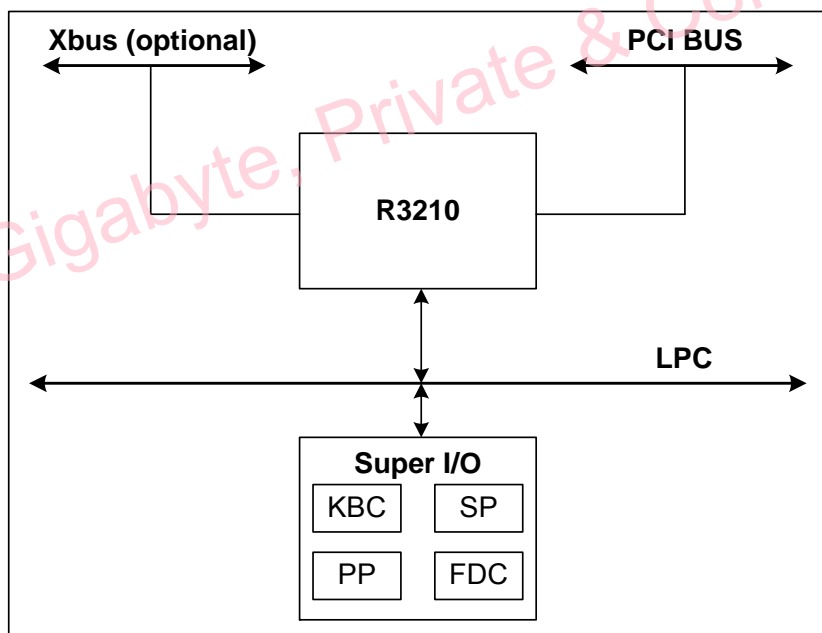 Xbus (optional)
PCI BUS
Gigabyte, Private & Co
R3210
LPC
Super I/O
KBC
SP
PP
FDC